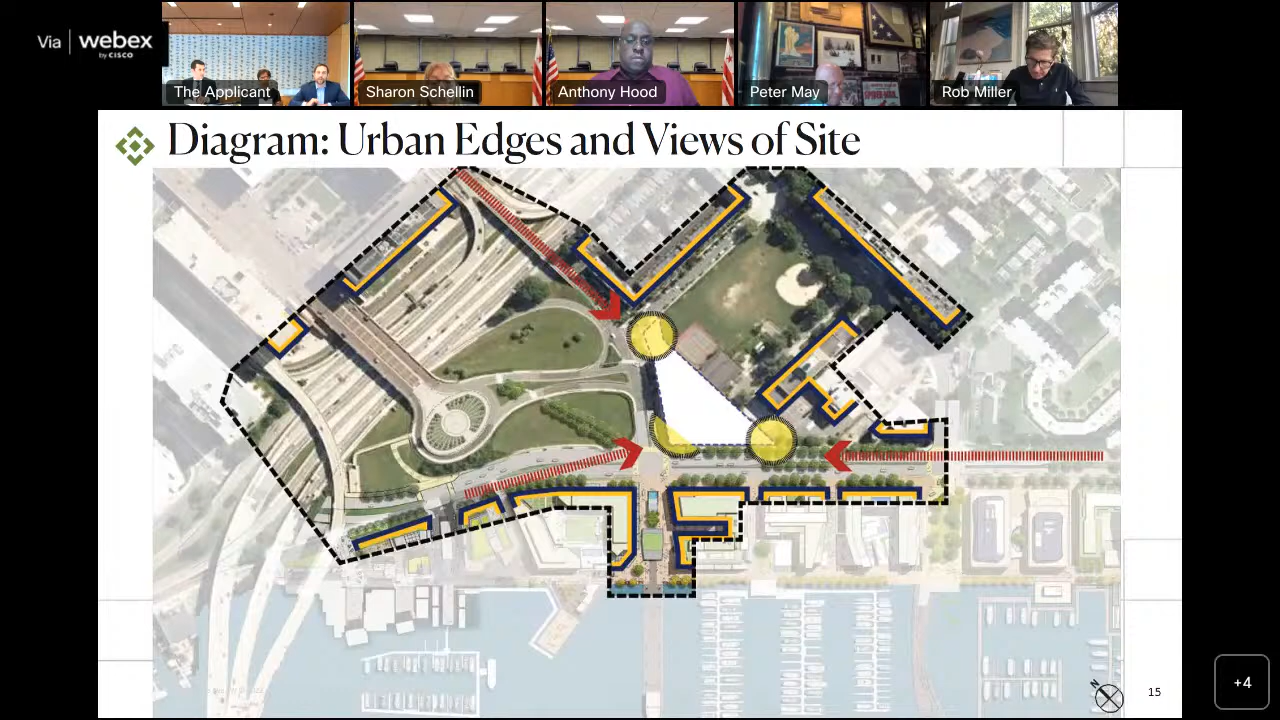 Via | webex
by CISCO
The Applicant
Sharon Schellin
Anthony Hood
Peter May
Rob Miller
Diagram: Urban Edges and Views of Site
N
15
+4